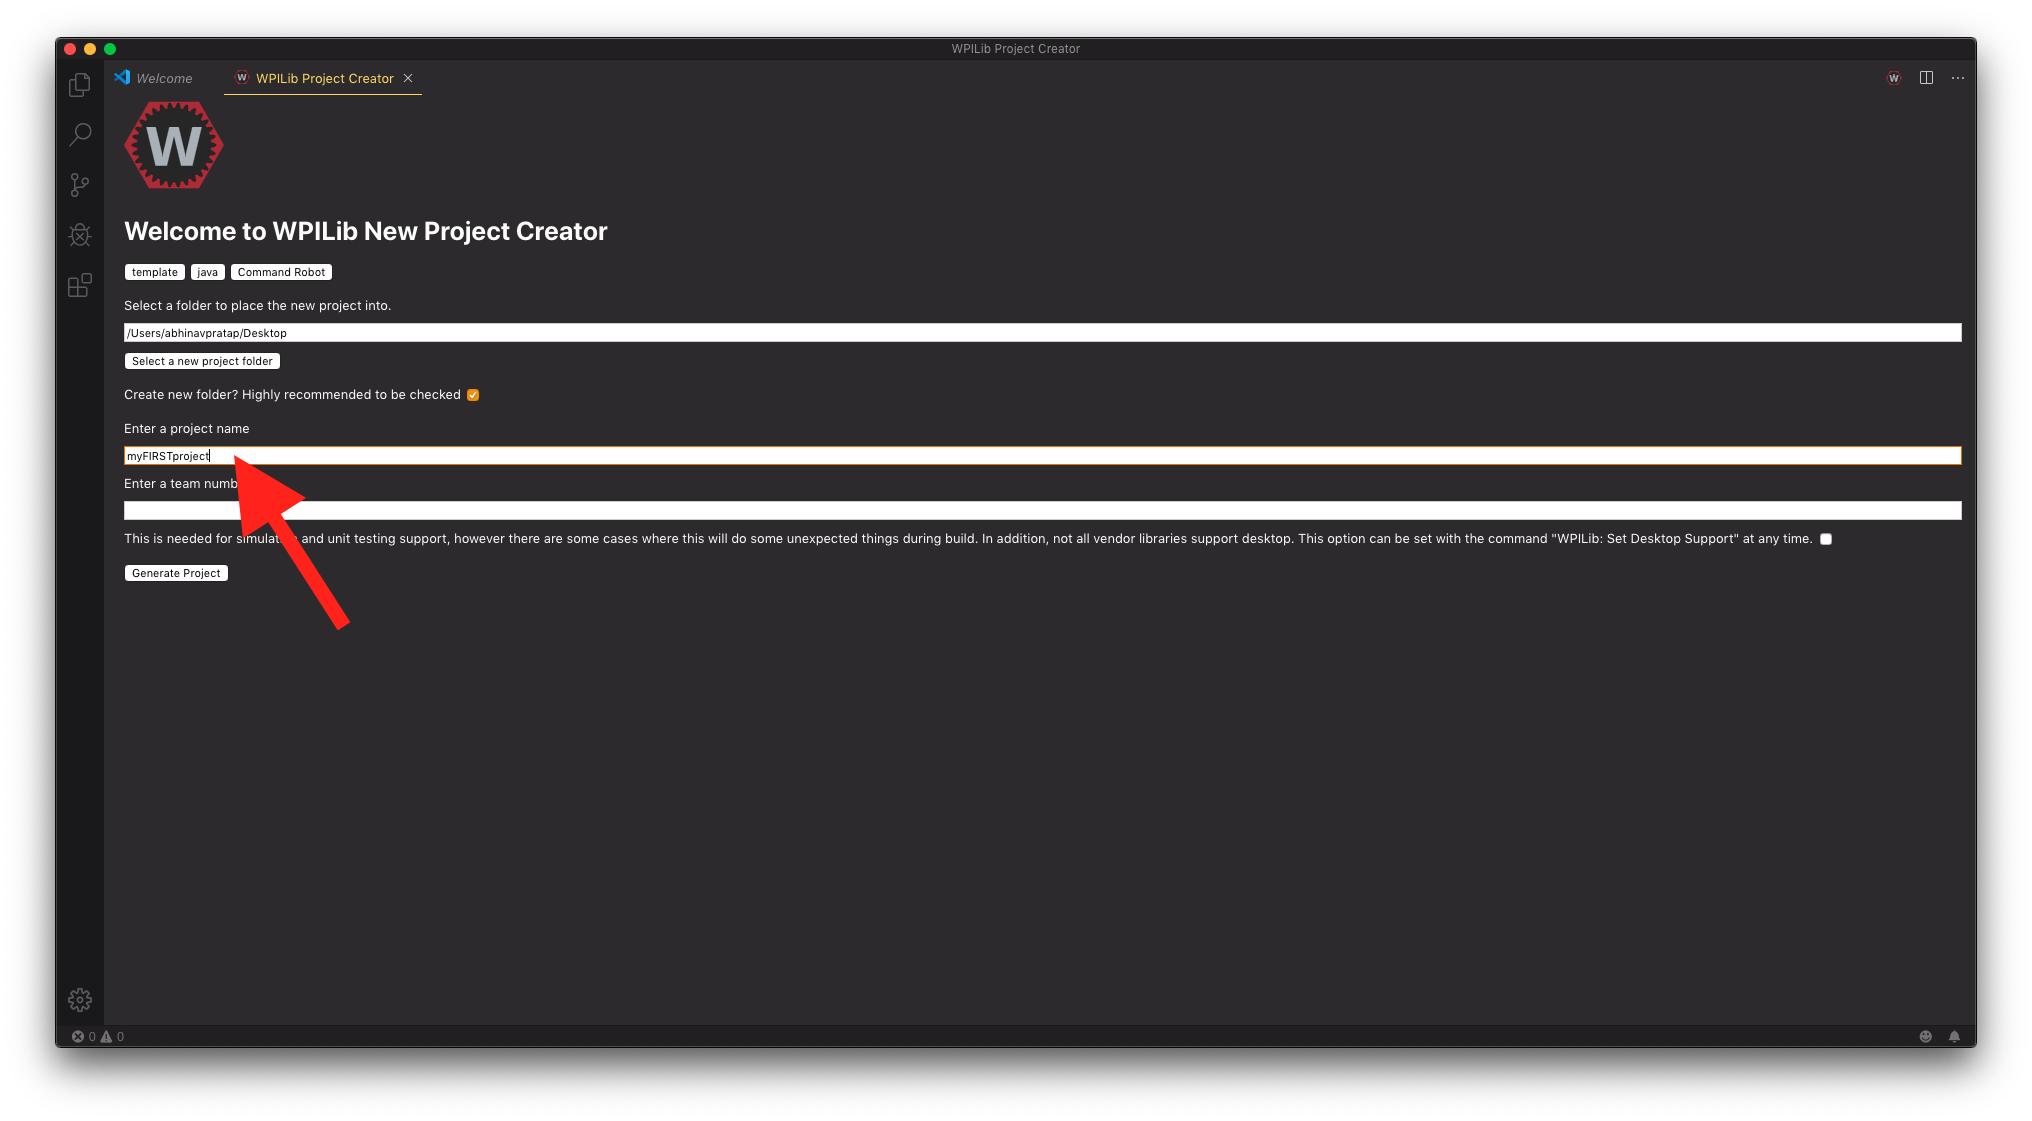 WPILib Project Creator
Welcome WPILib Project Creator
W
Welcome to WPILib New Project Creator
template java Command Robot
Select a folder to place the new project into.
/Users/abhinavpratap/Desktop
Select a new project folder
Create new folder? Highly recommended to be checked
Enter a project name
myFIRSTproject
Enter a team
This is needed for and unit testing support, however there are some cases where this will do some unexpected things during build. In addition, not all vendor libraries support desktop. This option can be set with the command "WPILib: Set Desktop Support" at any time.
Generate Project
0 0